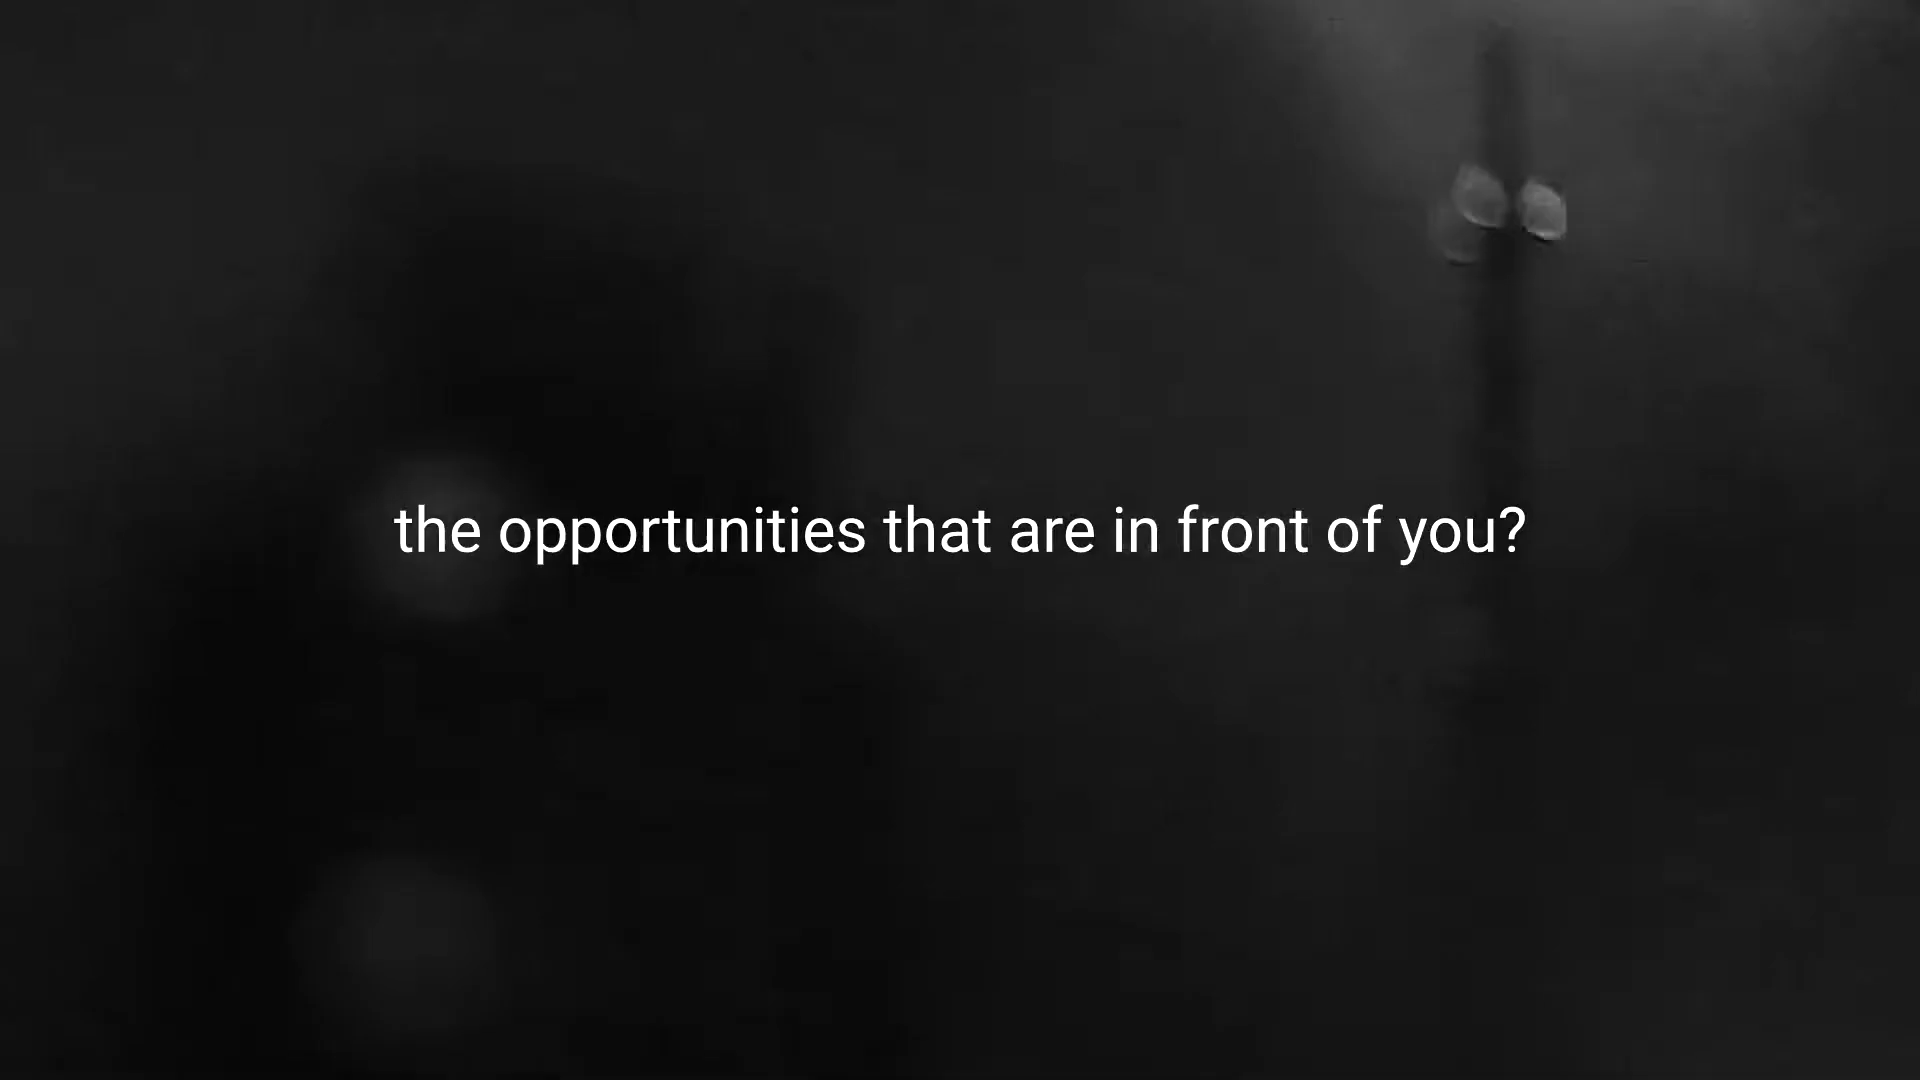 the opportunities that are in front of you?